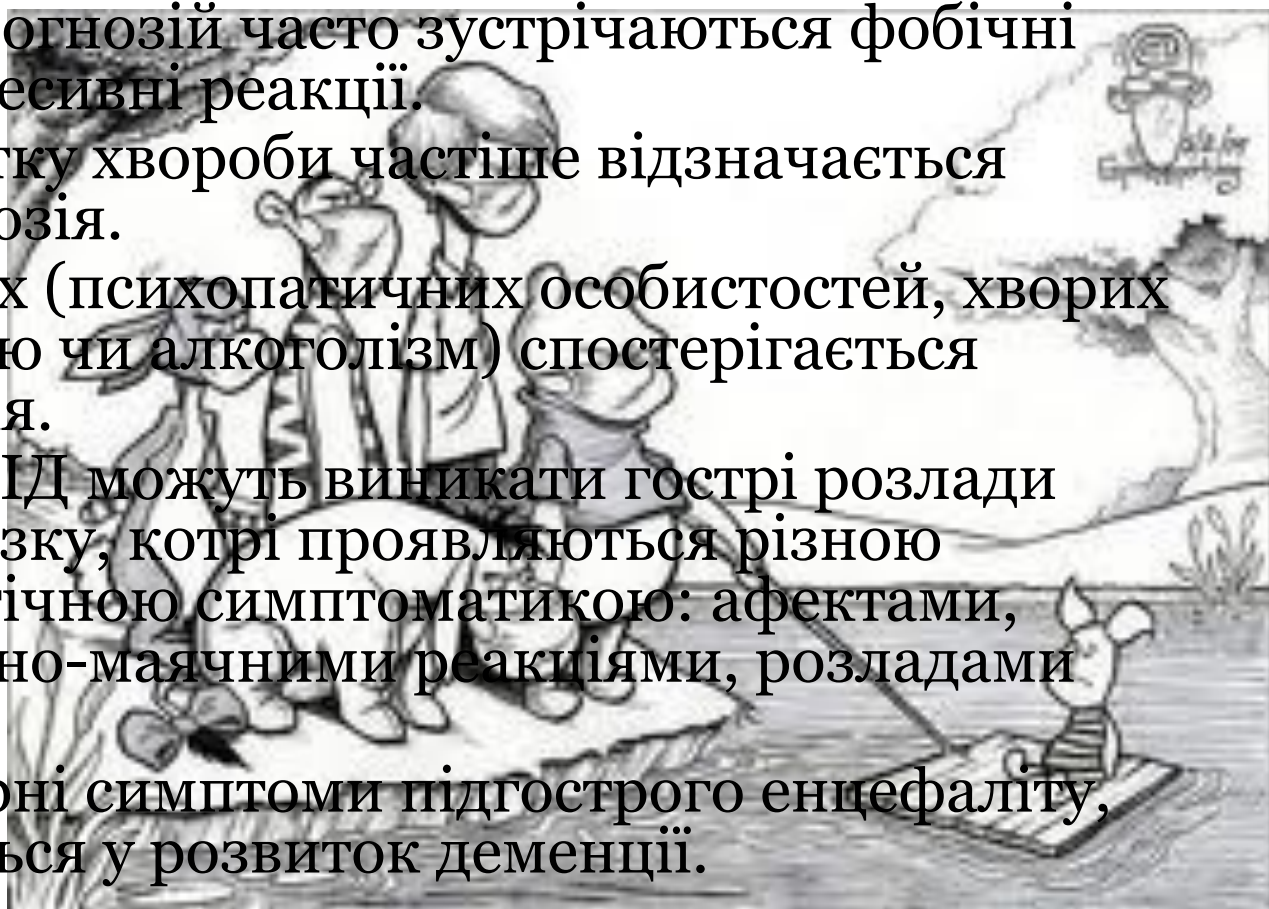 огнозій часто зустрічаються фобічні
есивні реакції.
тку хвороби частіше відзначається
озія.
х (психопатичних особистостей, хворих
ю чи алкоголізм) спостерігається
я.
ІД можуть виникати гострі розлади
зку, котрі проявляються різною
гічною симптоматикою: афектами,
но-маячними реакціями, розладами
рні симптоми підгострого енцефаліту,
ься у розвиток деменції.